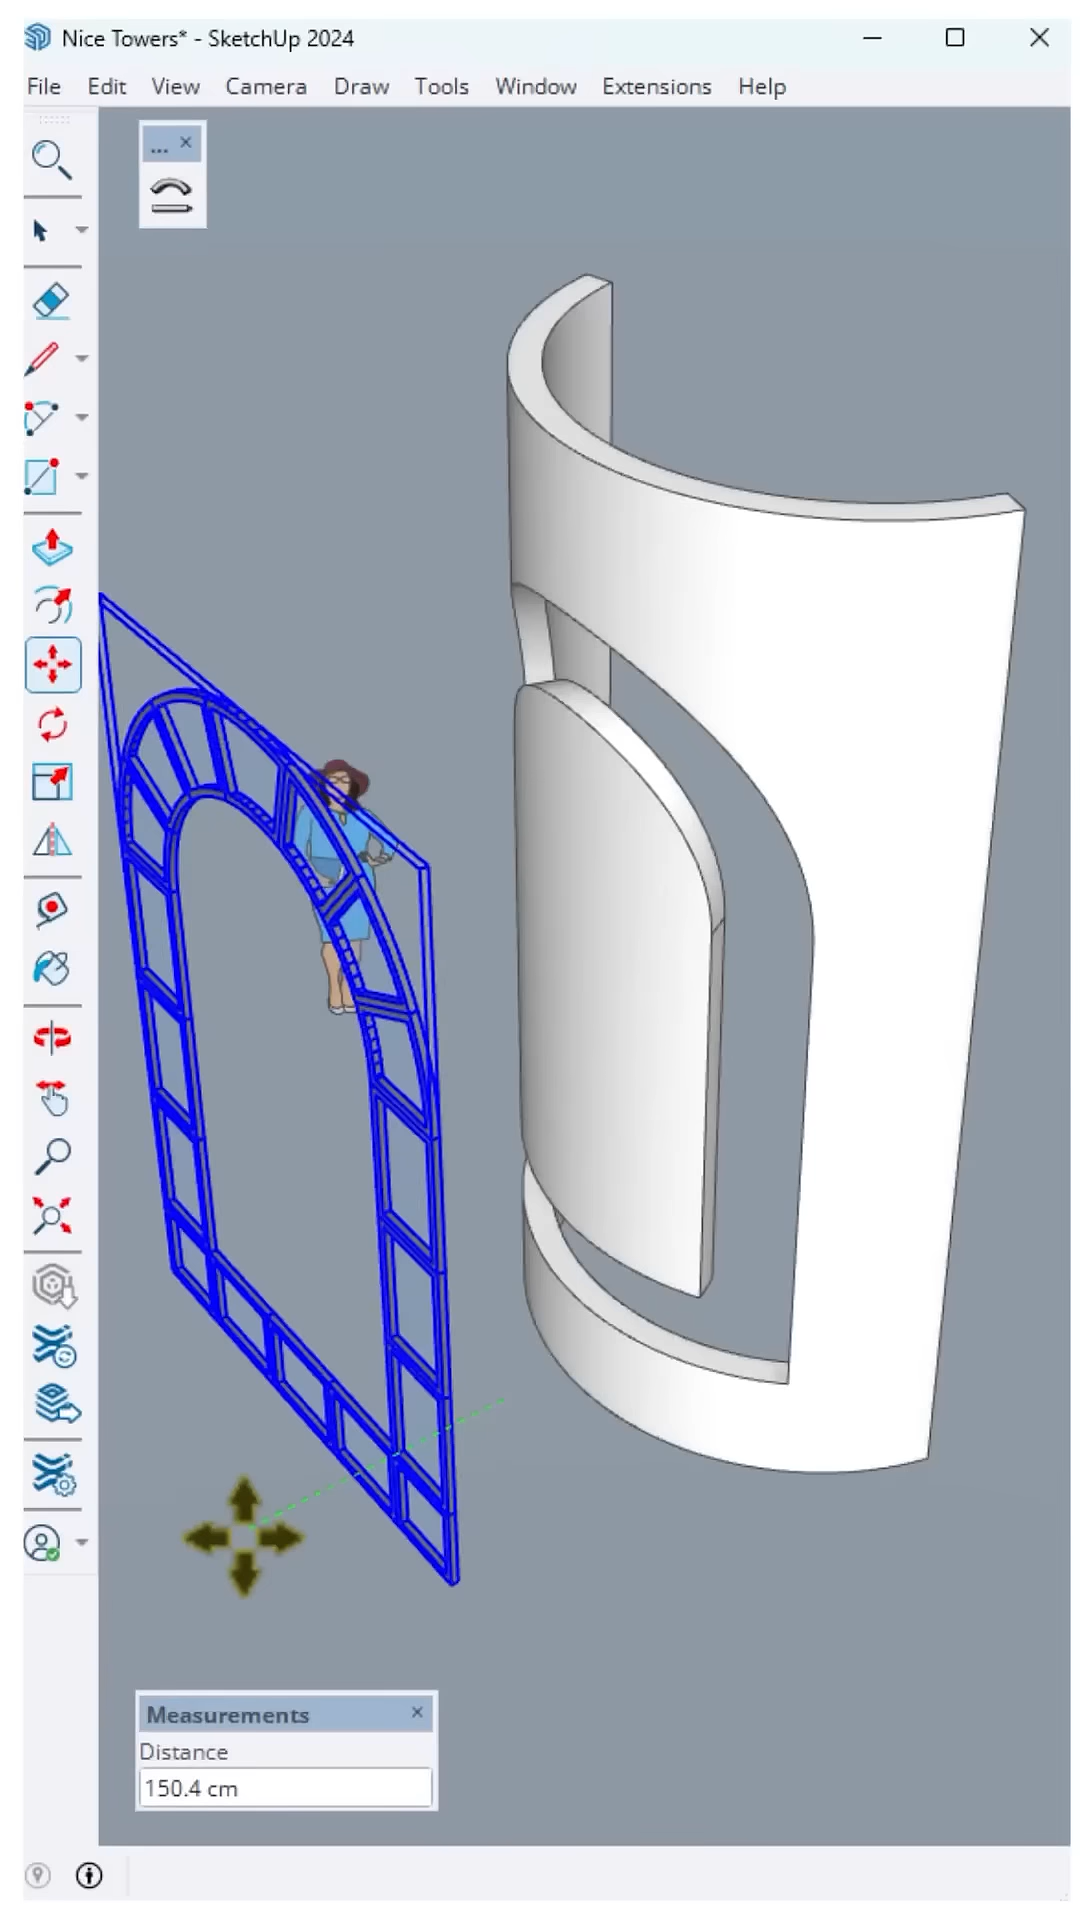 Nice Towers* - SketchUp 2024
File Edit View Camera Draw Tools Window Extensions Help
...
Measurements
Distance
150.4 cm